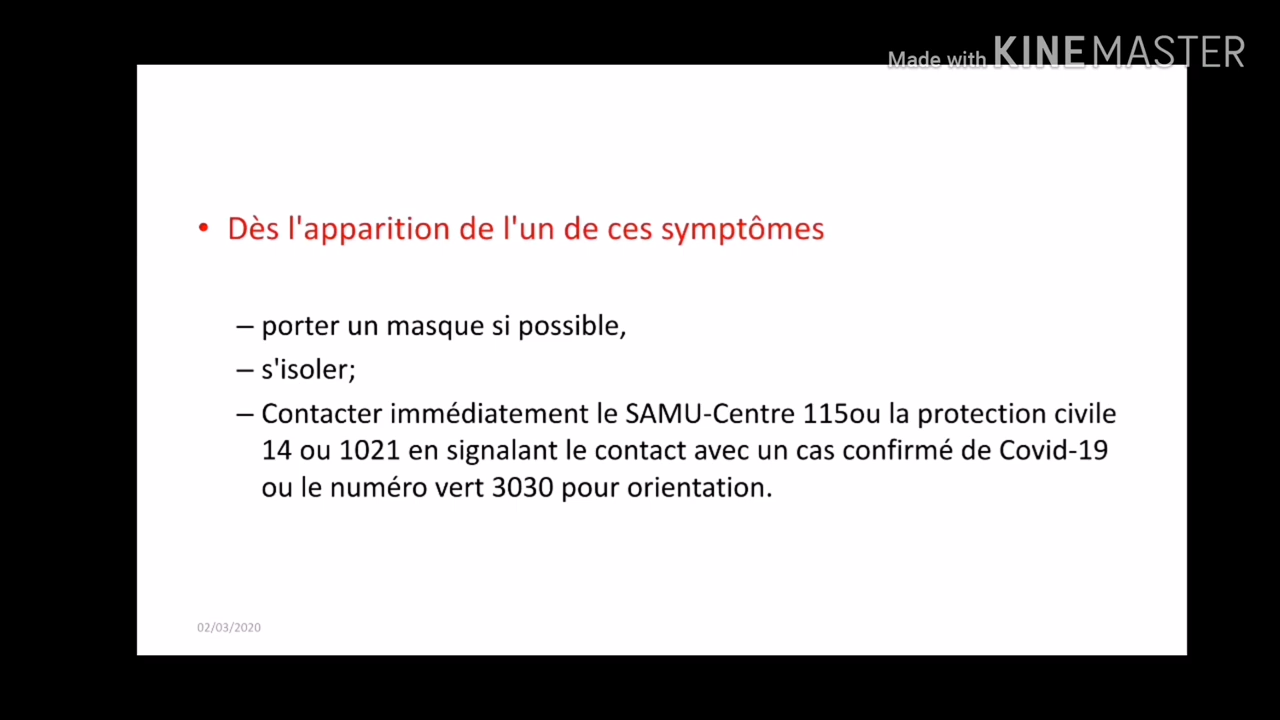 Made with KINEMASTER
• Dès l'apparition de l'un de ces symptômes
– porter un masque si possible,
– s'isoler;
– Contacter immédiatement le SAMU-Centre 115ou la protection civile
14 ou 1021 en signalant le contact avec un cas confirmé de Covid-19
ou le numéro vert 3030 pour orientation.
02/03/2020